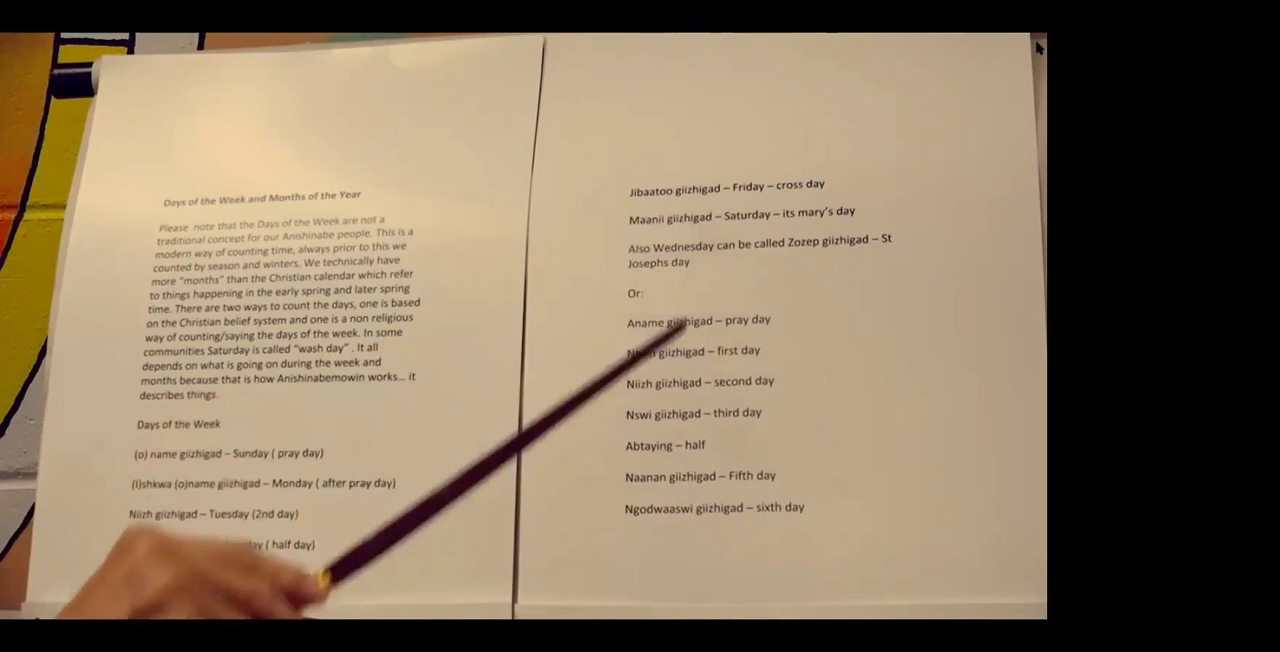 Days of the Week and Months of the Year
Please note that the Days of the Week are not a
traditional concept for our Anishinabe people. This is a
modern way of counting time, always prior to this we
counted by season and winters. We technically have
more "months" than the Christian calendar which refer
to things happening in the early spring and later spring
time. There are two ways to count the days, one is based
on the Christian belief system and one is a non religious
way of counting/saying the days of the week. In some
communities Saturday is called "wash day" . It all
depends on what is going on during the week and
months because that is how Anishinabemowin works... it
describes things.
Days of the Week
(o) name giizhigad – Sunday ( pray day)
(I)shkwa (o)name giizhigad – Monday ( after pray day)
Niizh giizhigad – Tuesday (2nd day)
( half day)
Jibaatoo giizhigad – Friday – cross day
Maanii giizhigad – Saturday – its mary's day
Also Wednesday can be called Zozep giizhigad – St
Josephs day
Or:
Aname giizhigad – pray day
giizhigad – first day
Niizh giizhigad – second day
Nswi giizhigad – third day
Abtaying – half
Naanan giizhigad – Fifth day
Ngodwaaswi giizhigad – sixth day